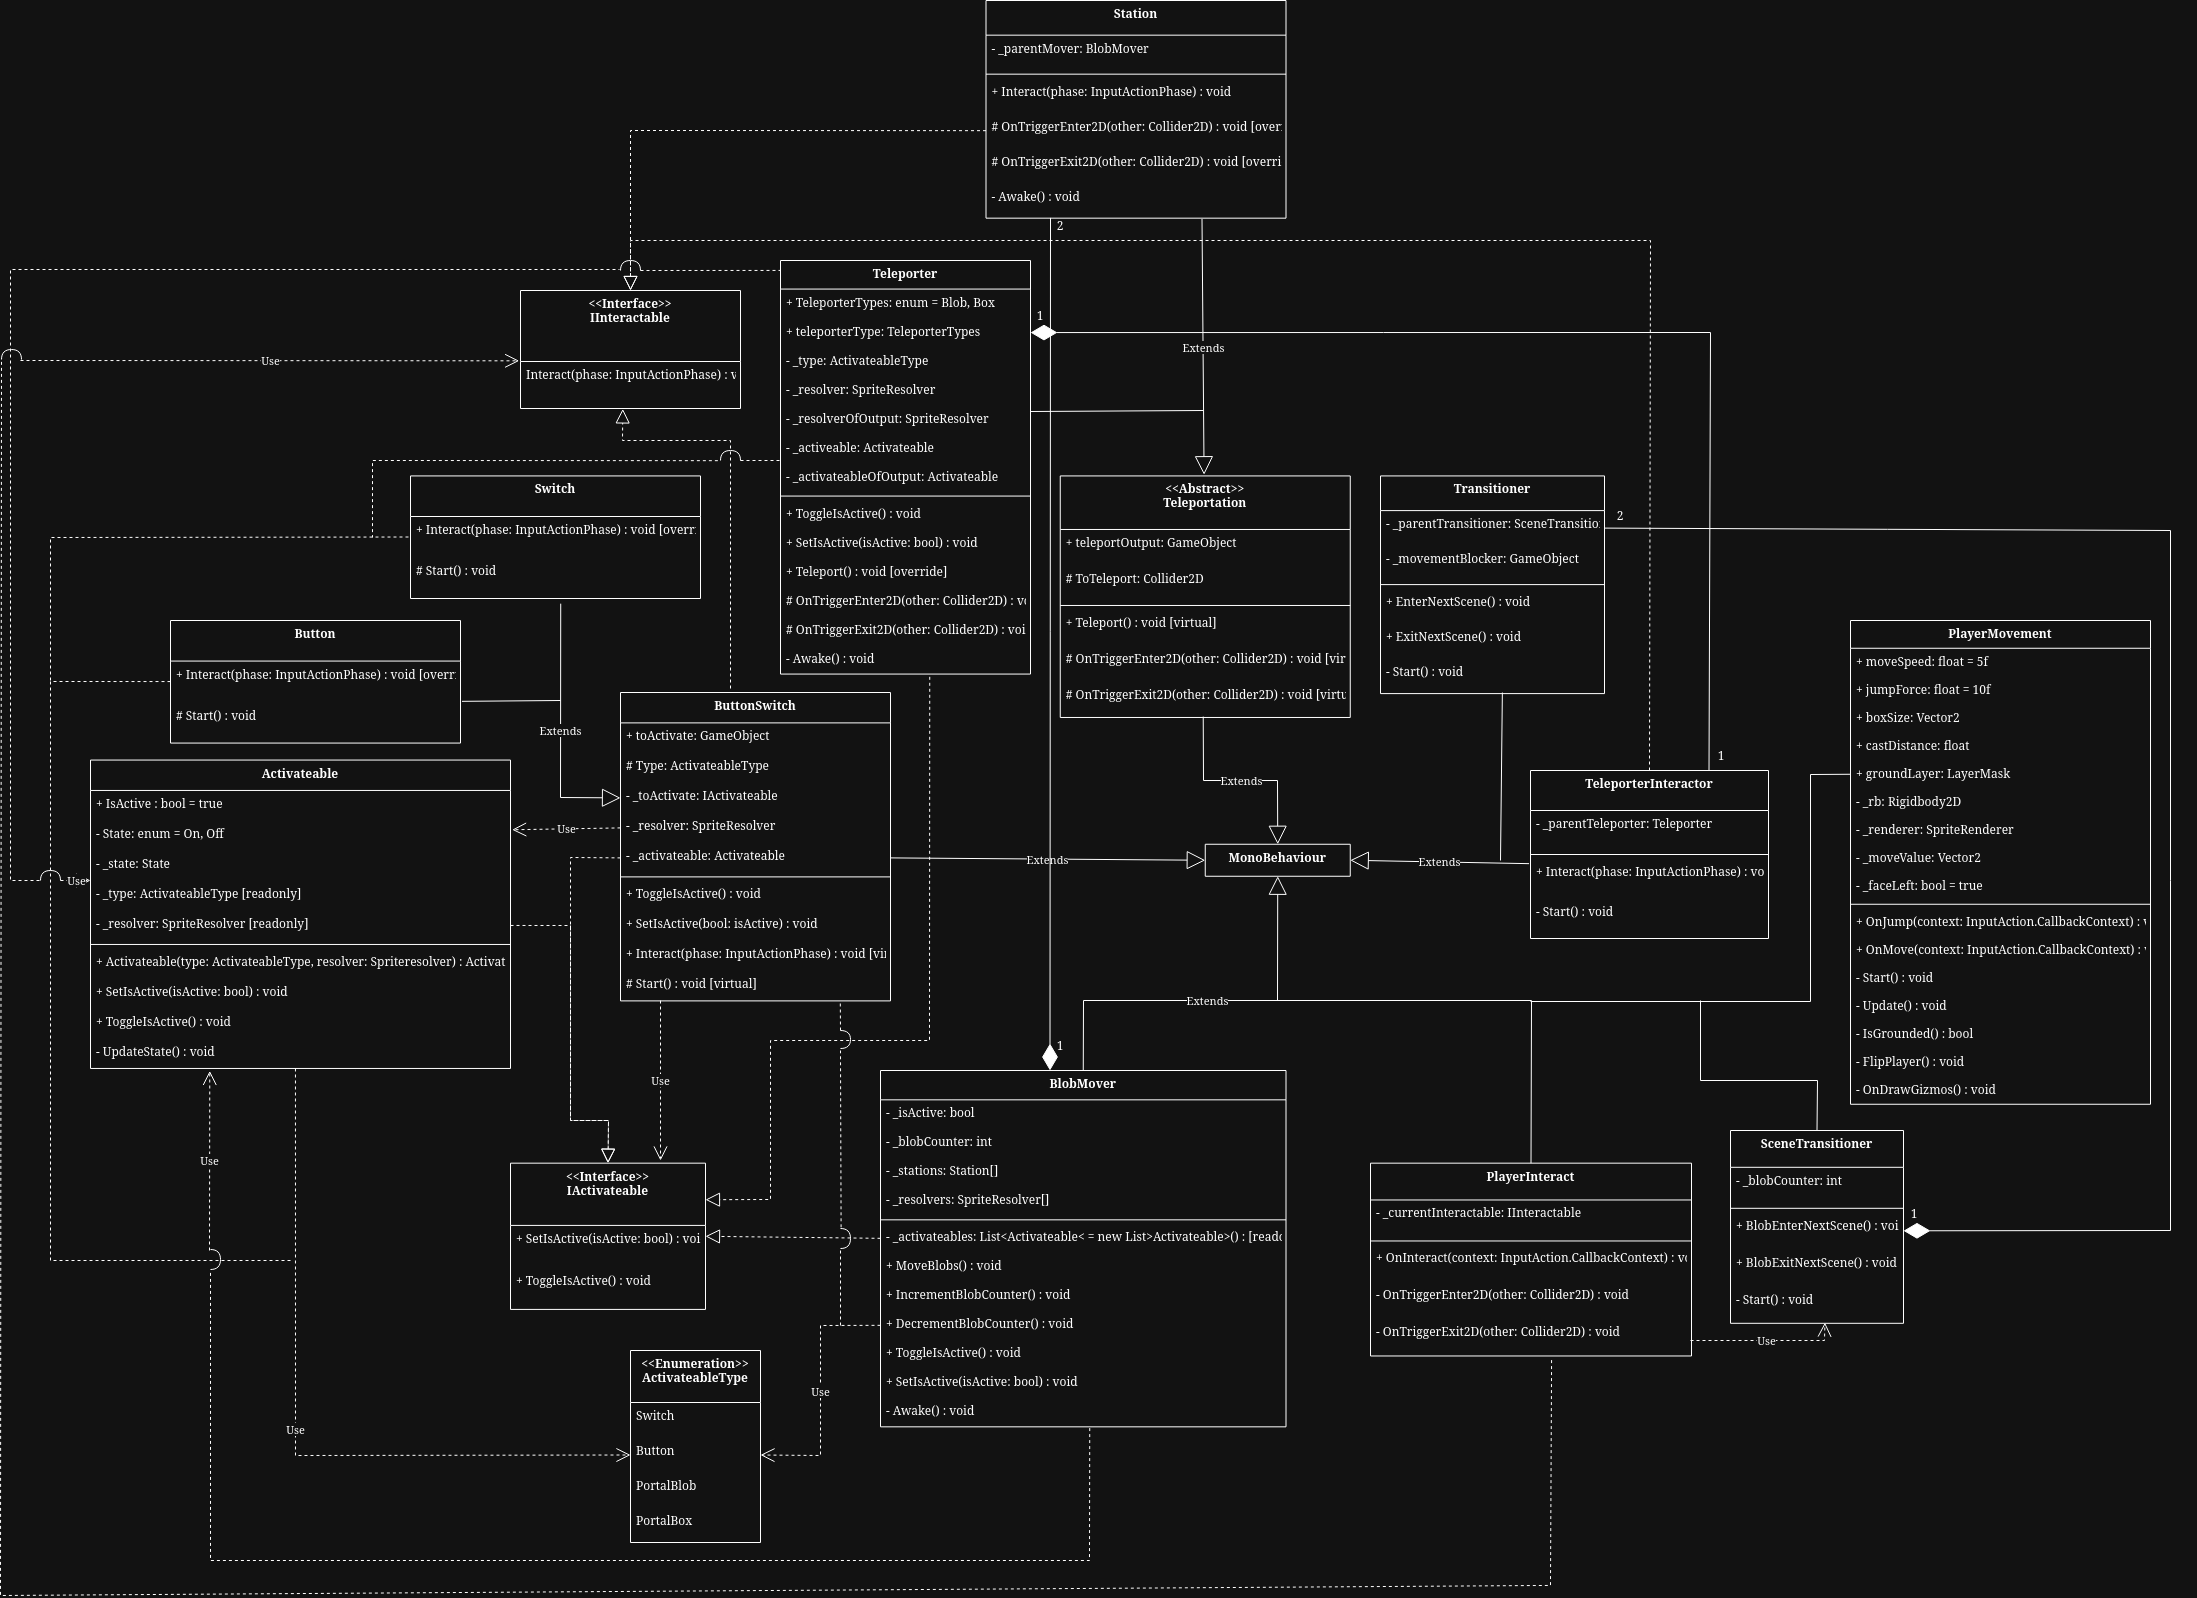 Station
- _parentMover: BlobMover
+ Interact(phase: InputActionPhase) : void
# OnTriggerEnter2D(other: Collider2D) : void [over
# OnTriggerExit2D(other: Collider2D) : void [overri
- Awake() : void
2
Teleporter
+ TeleporterTypes: enum = Blob, Box
+ teleporterType: TeleporterTypes
- _type: ActivateableType
- _resolver: SpriteResolver
- _resolverOfOutput: SpriteResolver
- _activeable: Activateable
- _activateableOfOutput: Activateable
+ ToggleIsActive() : void
+ SetIsActive(isActive: bool) : void
+ Teleport() : void [override]
# OnTriggerEnter2D(other: Collider2D) : v
# OnTriggerExit2D(other: Collider2D) : voi
- Awake() : void
1
Extends
<<Interface>>
IInteractable
Interact(phase: InputActionPhase) : v
Use
Switch
+ Interact(phase: InputActionPhase) : void [overr
# Start() : void
<<Abstract>>
Teleportation
+ teleportOutput: GameObject
# ToTeleport: Collider2D
+ Teleport() : void [virtual]
# OnTriggerEnter2D(other: Collider2D) : void [vir
# OnTriggerExit2D(other: Collider2D) : void [virtu
Transitioner
- _parentTransitioner: SceneTransitio
- _movementBlocker: GameObject
+ EnterNextScene() : void
+ ExitNextScene() : void
- Start() : void
2
Button
+ Interact(phase: InputActionPhase) : void [overr
# Start() : void
Extends
PlayerMovement
+ moveSpeed: float = 5f
+ jumpForce: float = 10f
+ boxSize: Vector2
+ castDistance: float
+ groundLayer: LayerMask
- _rb: Rigidbody2D
- _renderer: SpriteRenderer
- _moveValue: Vector2
- _faceLeft: bool = true
+ OnJump(context: InputAction.CallbackContext) : v
+ OnMove(context: InputAction.CallbackContext) :
- Start() : void
- Update() : void
- IsGrounded() : bool
- FlipPlayer() : void
- OnDrawGizmos() : void
ButtonSwitch
+ toActivate: GameObject
# Type: ActivateableType
- _toActivate: IActivateable
- _resolver: SpriteResolver
- _activateable: Activateable
+ ToggleIsActive() : void
+ SetIsActive(bool: isActive) : void
+ Interact(phase: InputActionPhase) : void [vi
# Start() : void [virtual]
Activateable
+ IsActive : bool = true
- State: enum = On, Off
- _state: State
- _type: ActivateableType [readonly]
- _resolver: SpriteResolver [readonly]
+ Activateable(type: ActivateableType, resolver: Spriteresolver) : Activat
+ SetIsActive(isActive: bool) : void
+ ToggleIsActive() : void
- UpdateState() : void
Use
Use
1
TeleporterInteractor
- _parentTeleporter: Teleporter
+ Interact(phase: InputActionPhase) : vo
- Start() : void
Extends
MonoBehaviour
Extends
Extends
Extends
Use
1
BlobMover
- _isActive: bool
- _blobCounter: int
- _stations: Station[]
- _resolvers: SpriteResolver[]
- _activateables: List<Activateable< = new List>Activateable>() : [reado
+ MoveBlobs() : void
+ IncrementBlobCounter() : void
+ DecrementBlobCounter() : void
+ ToggleIsActive() : void
+ SetIsActive(isActive: bool) : void
- Awake() : void
Use
<<Interface>>
IActivateable
+ SetIsActive(isActive: bool) : voi
+ ToggleIsActive() : void
PlayerInteract
- _currentInteractable: IInteractable
+ OnInteract(context: InputAction.CallbackContext) : v
- OnTriggerEnter2D(other: Collider2D) : void
- OnTriggerExit2D(other: Collider2D) : void
SceneTransitioner
- _blobCounter: int
+ BlobEnterNextScene() : voi
+ BlobExitNextScene() : void
- Start() : void
1
Use
<<Enumeration>>
ActivateableType
Switch
Button
PortalBlob
PortalBox
Use
Use